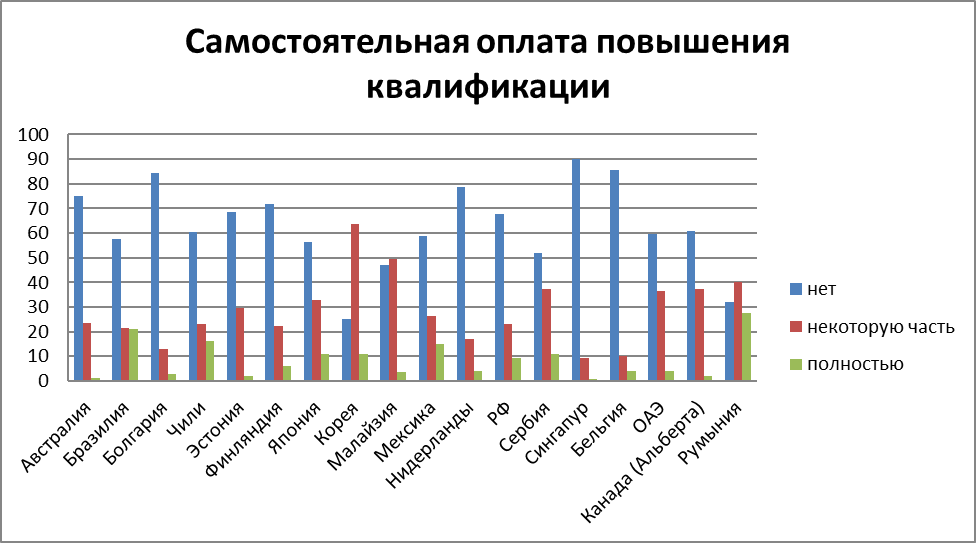 Самостоятельная оплата повышения
квалификации
100
90
80
70
60
50
40
30
20
10
0
нет
некоторую часть
полностью
Австралия
Бразилия
Болгария
Чили
Эстония
Финляндия
Япония
Корея
Малайзия
Мексика
Нидерланды
РФ
Сербия
Сингапур
Бельгия
ОАЭ
Канада (Альберта)
Румыния